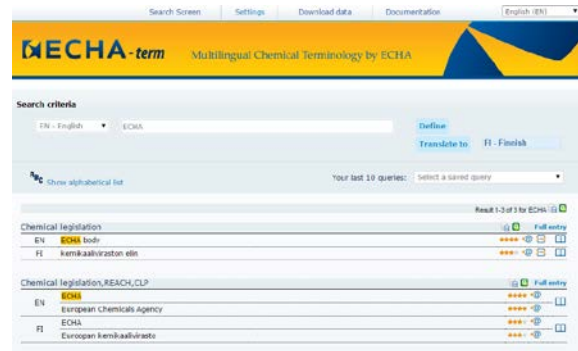 Search Screen Settings Download data Documentation English (EN)
ECHA-term Multilingual Chemical Terminology by ECHA
Search criteria
EN - English ECHA Define
Translate to FI - Finnish
Show alphabetical list Your last 10 queries: Select a saved query
Result 1-3 of 3 for ECHA
Chemical legislation Full entry
EN ECHA body
FI kemikaaliviraston elin
Chemical legislation,REACH,CLP Full entry
ECHA
EN
European Chemicals Agency
ECHA
FI
Euroopan kemikaalivirasto